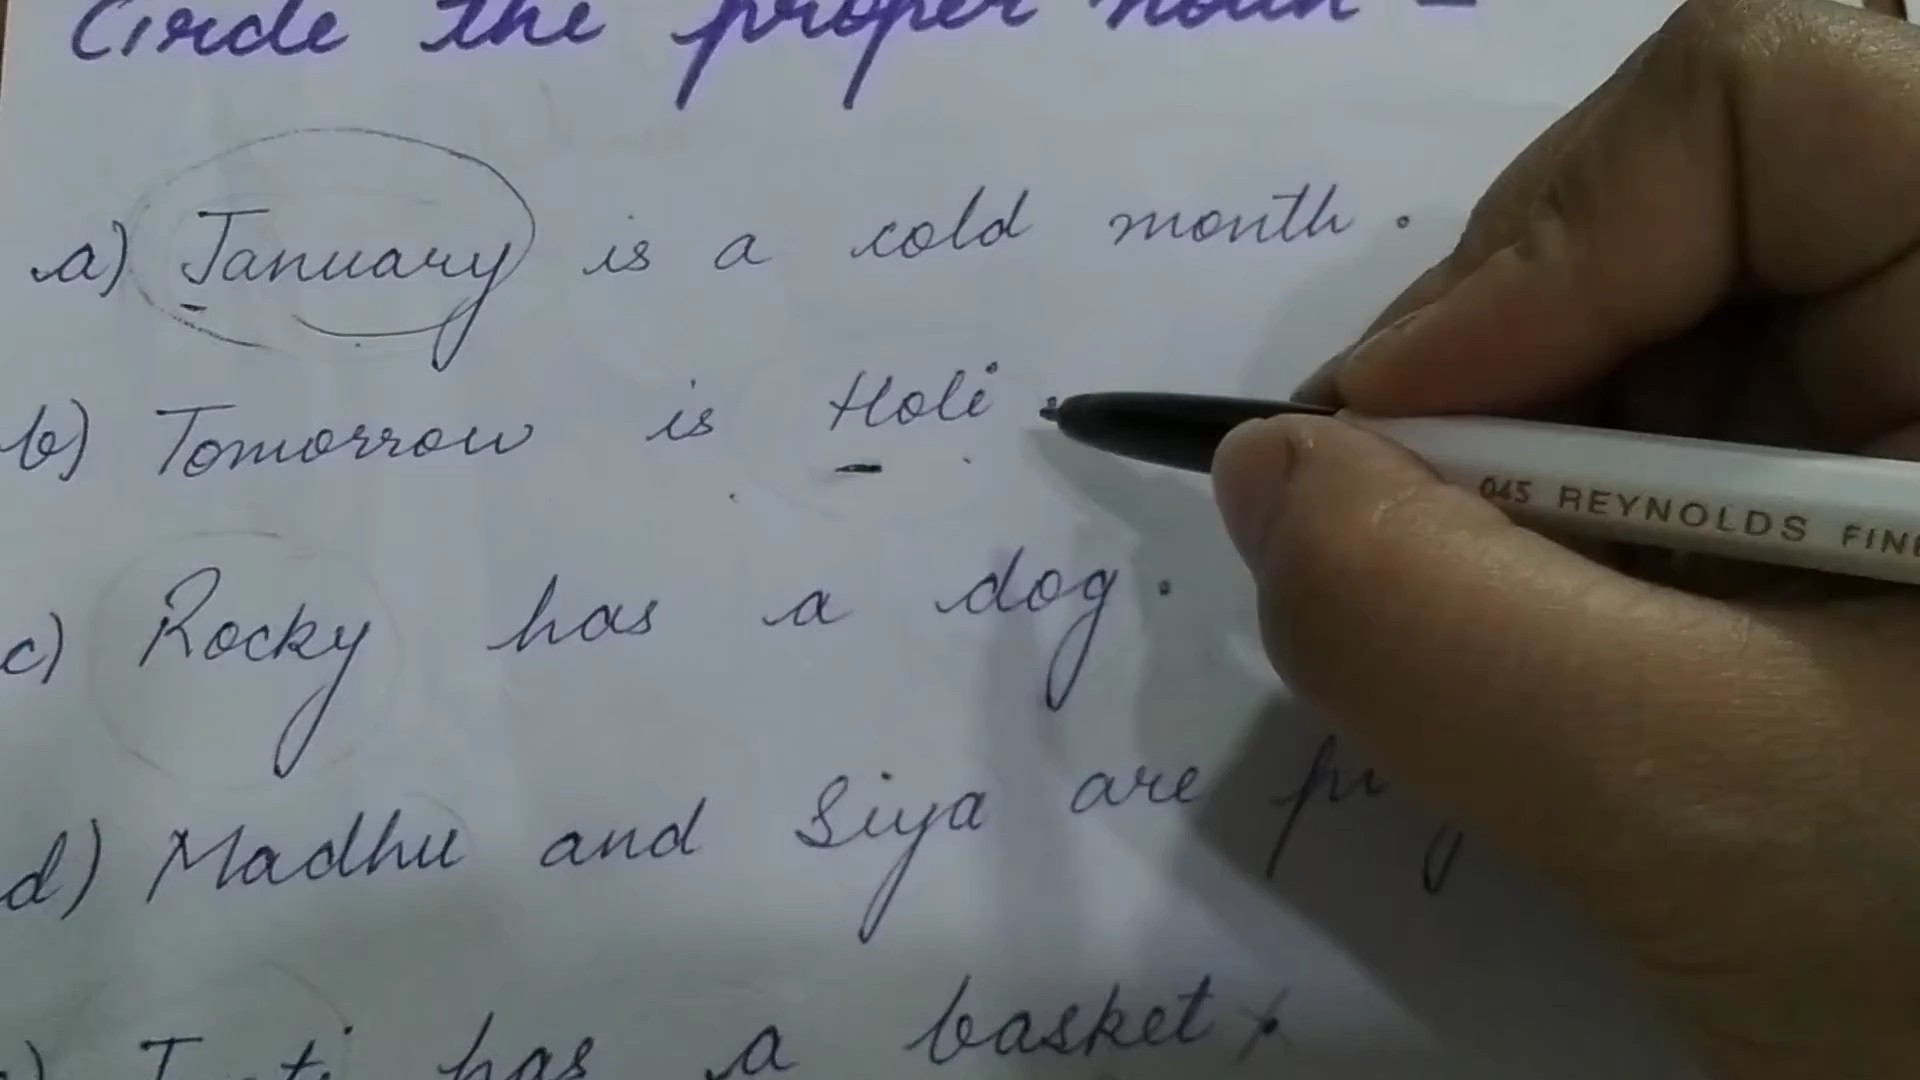 Circle the proper noun -
a) January is a cold month.
b) Tomorrow is Holi.
045 REYNOLDS FINE
c) Rocky has a dog.
d) Madhu and Siya are
has a basket.